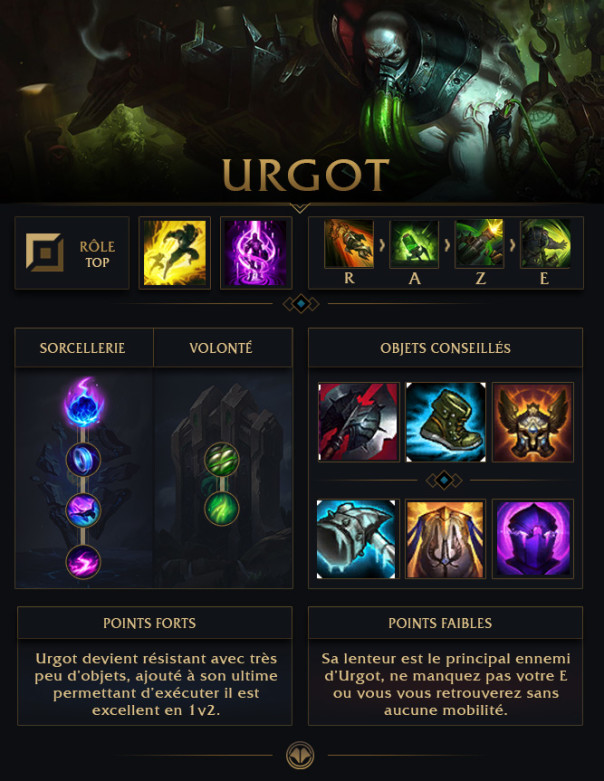 URGOT
RÔLE
TOP
R
A
Z
E
SORCELLERIE
VOLONTÉ
OBJETS CONSEILLÉS
POINTS FORTS
Urgot devient résistant avec très
peu d'objets, ajouté à son ultime
permettant d'exécuter il est
excellent en 1v2.
POINTS FAIBLES
Sa lenteur est le principal ennemi
d'Urgot, ne manquez pas votre E
ou vous vous retrouverez sans
aucune mobilité.